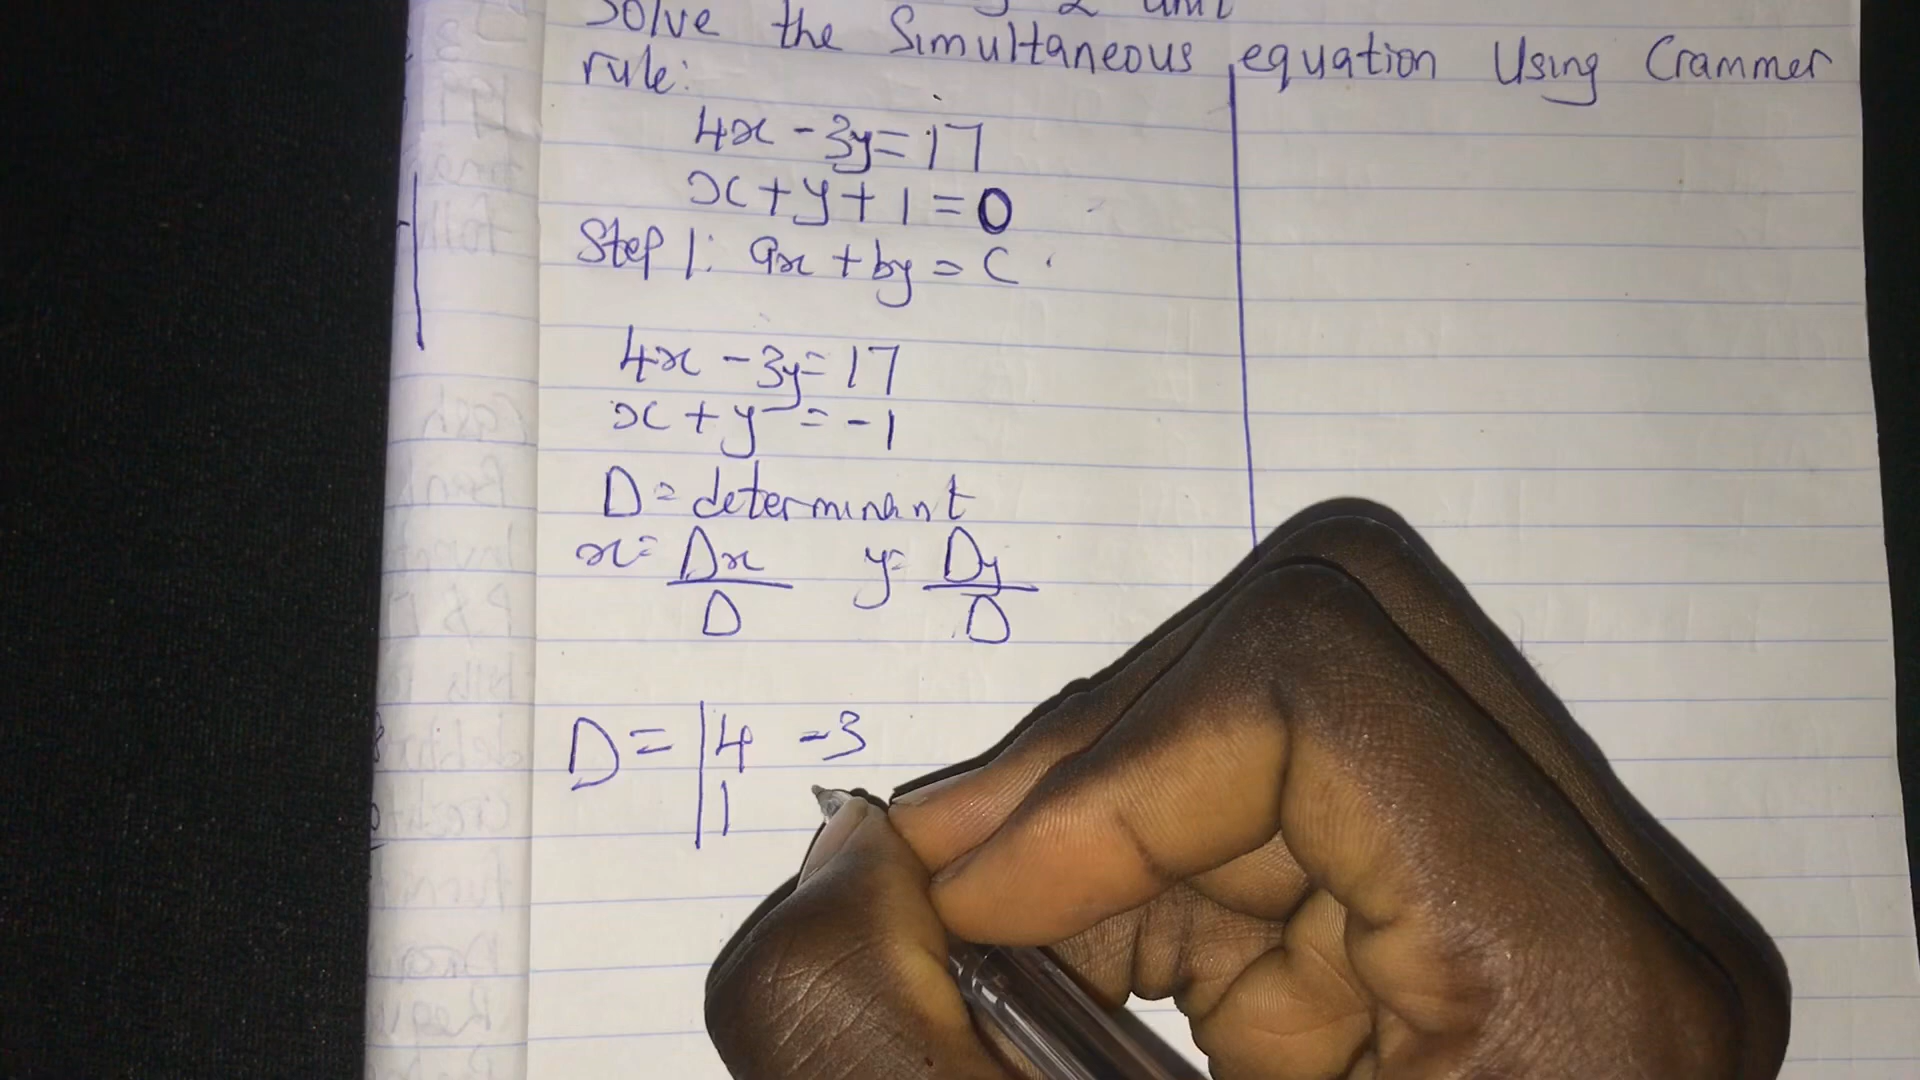 Solve the Simultaneous equation Using Crammer
rule:
4x - 3y = 17
x + y + 1 = 0
Step 1: ax + by = c
4x - 3y = 17
x + y = -1
D = determinant
x = Dx/D y = Dy/D
D = |4 -3
|1